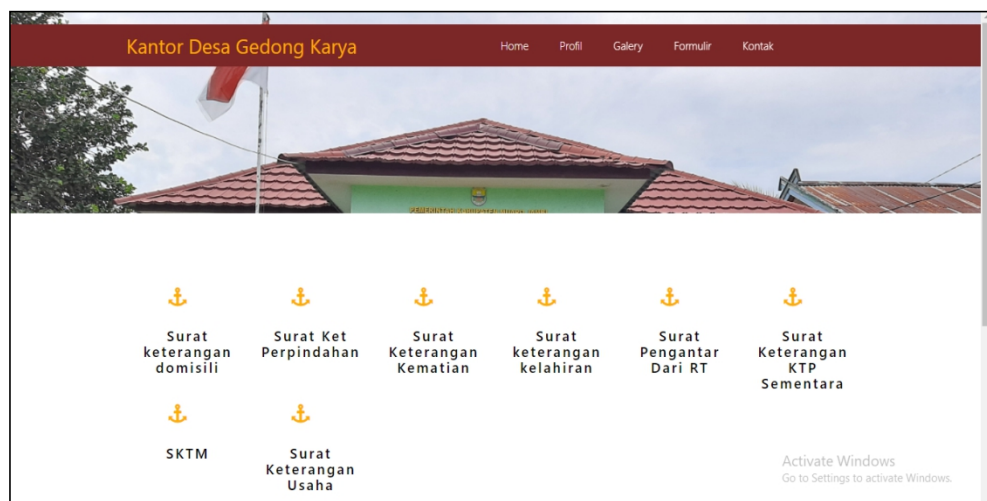 Kantor Desa Gedong Karya
Home Profil Galery Formulir Kontak
Surat
keterangan
domisili
Surat Ket
Perpindahan
Surat
Keterangan
Kematian
Surat
keterangan
kelahiran
Surat
Pengantar
Dari RT
Surat
Keterangan
KTP
Sementara
SKTM
Surat
Keterangan
Usaha
Activate Windows
Go to Settings to activate Windows.